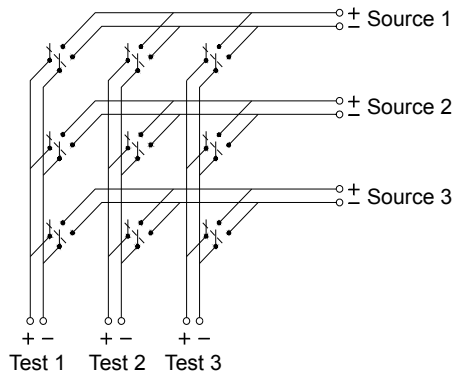 + Source 1
−
+ Source 2
−
+ Source 3
−
+ − + − + −
Test 1 Test 2 Test 3